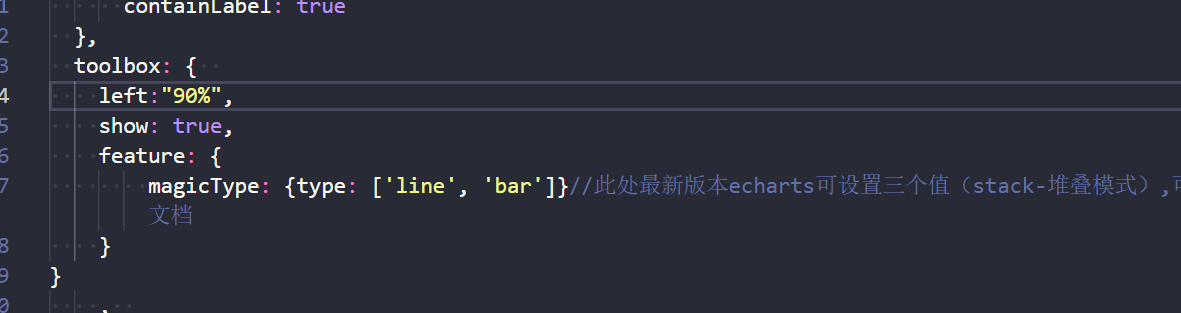 1 containLabel: true
2 },
3 toolbox: {
4 left:"90%",
5 show: true,
6 feature: {
7 magicType: {type: ['line', 'bar']}//此处最新版本echarts可设置三个值（stack-堆叠模式）,可
文档
8 }
9 }
0 ,